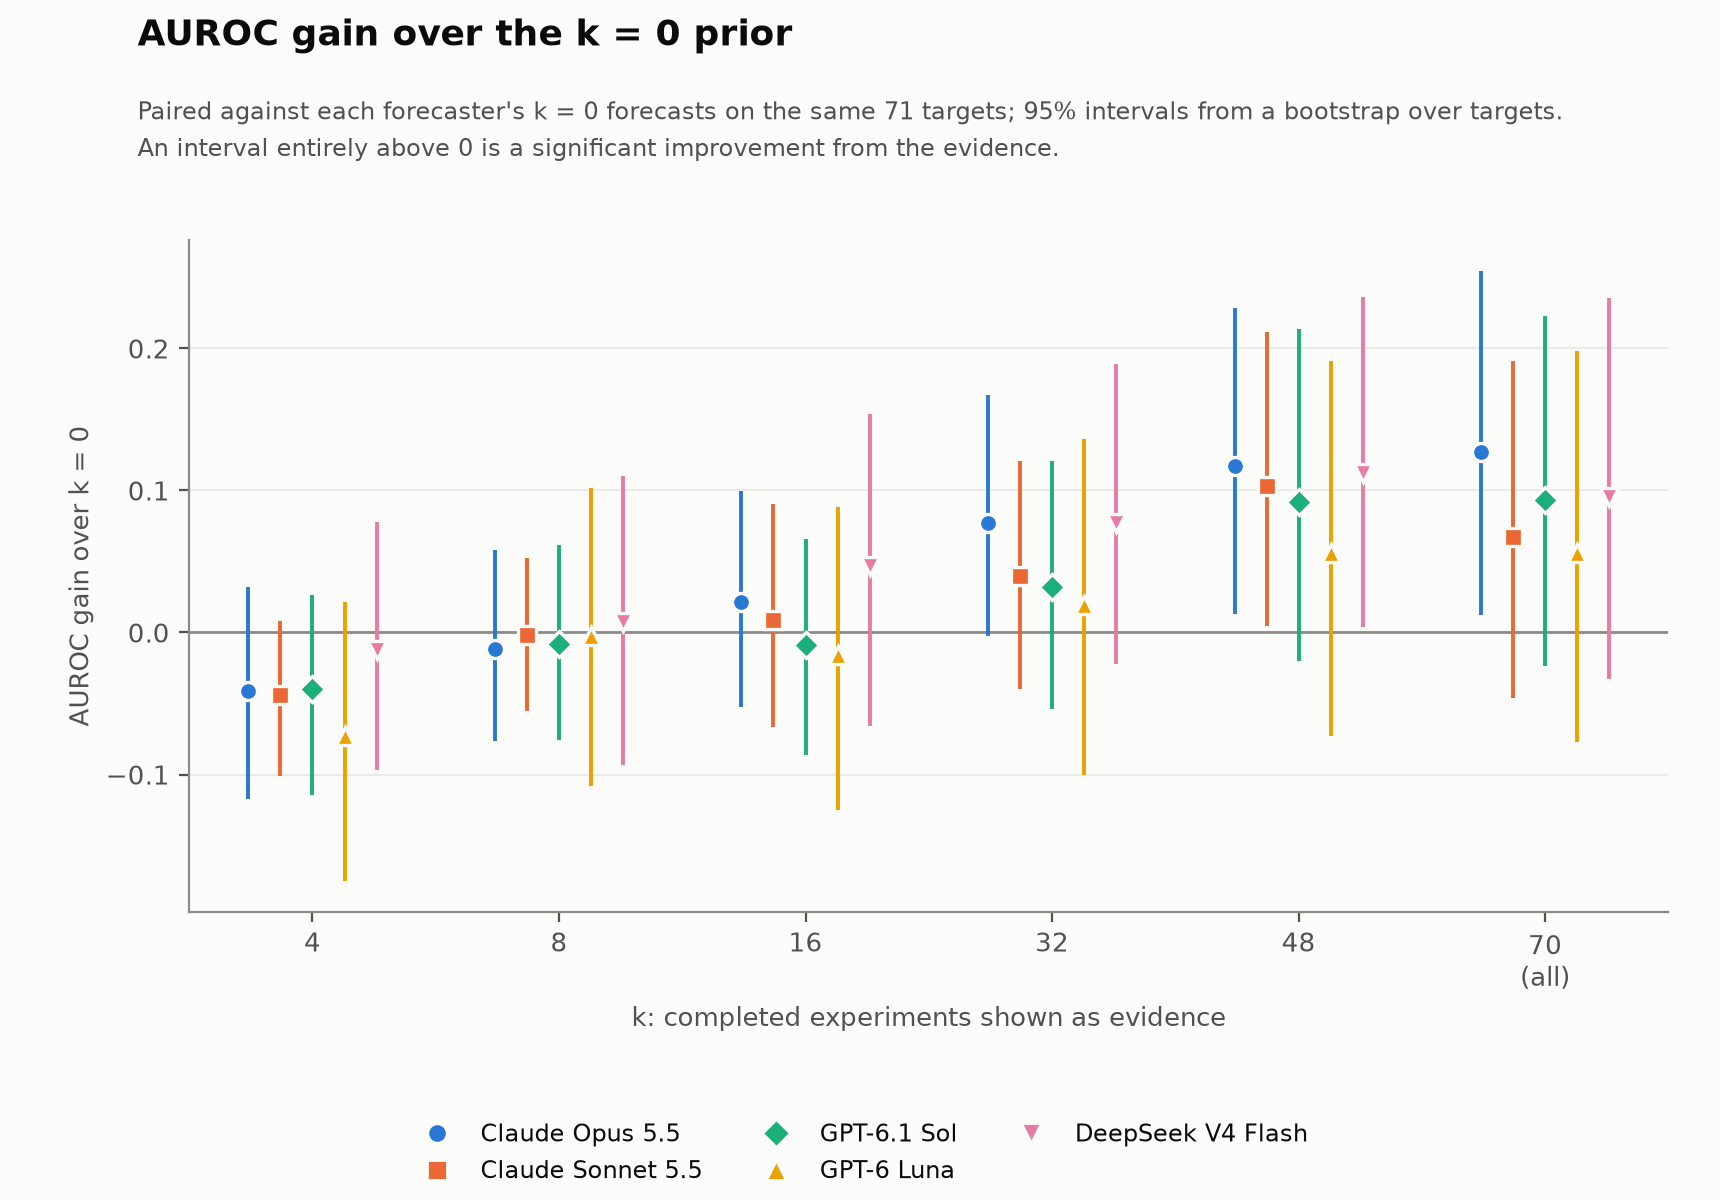 AUROC gain over the k = 0 prior
Paired against each forecaster's k = 0 forecasts on the same 71 targets; 95% intervals from a bootstrap over targets.
An interval entirely above 0 is a significant improvement from the evidence.
AUROC gain over k = 0
0.2
0.1
0.0
−0.1
4
8
16
32
48
70
(all)
k: completed experiments shown as evidence
Claude Opus 5.5
Claude Sonnet 5.5
GPT-6.1 Sol
GPT-6 Luna
DeepSeek V4 Flash